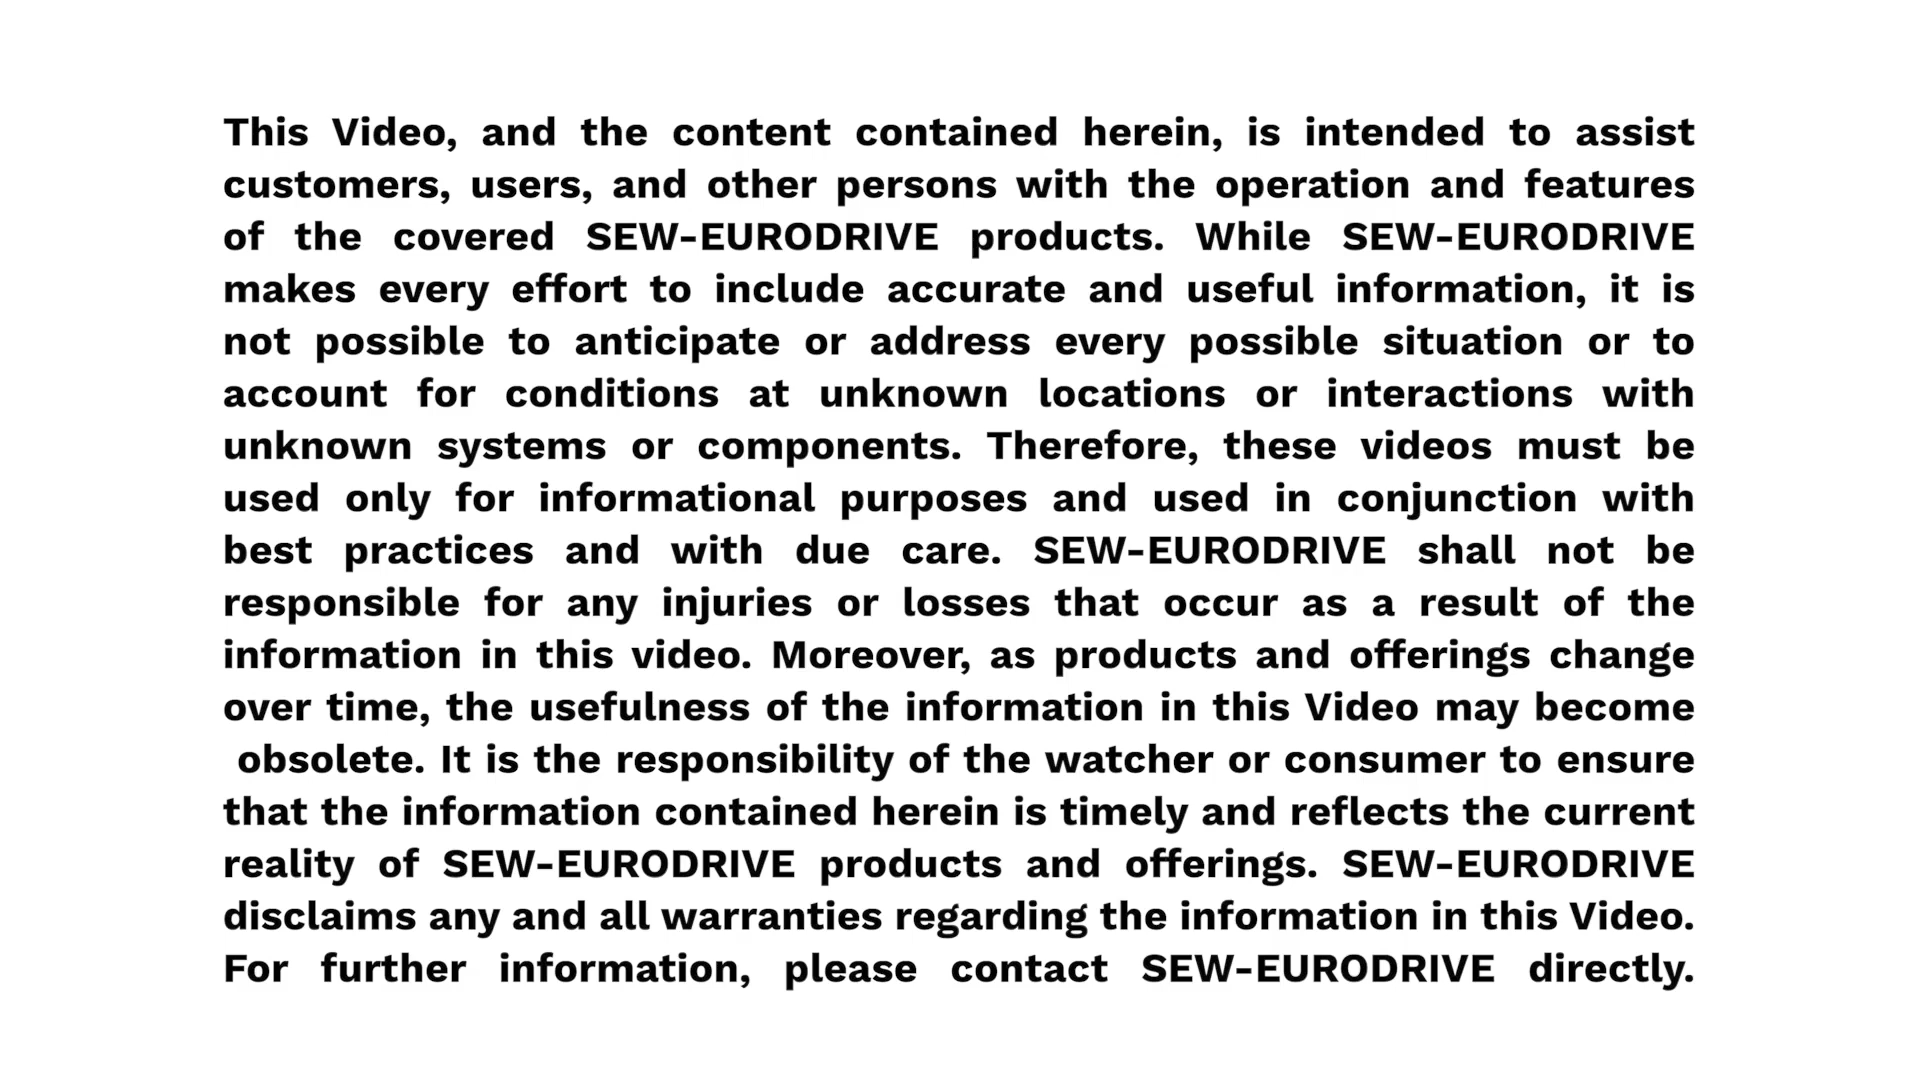 This Video, and the content contained herein, is intended to assist
customers, users, and other persons with the operation and features
of the covered SEW-EURODRIVE products. While SEW-EURODRIVE
makes every effort to include accurate and useful information, it is
not possible to anticipate or address every possible situation or to
account for conditions at unknown locations or interactions with
unknown systems or components. Therefore, these videos must be
used only for informational purposes and used in conjunction with
best practices and with due care. SEW-EURODRIVE shall not be
responsible for any injuries or losses that occur as a result of the
information in this video. Moreover, as products and offerings change
over time, the usefulness of the information in this Video may become
obsolete. It is the responsibility of the watcher or consumer to ensure
that the information contained herein is timely and reflects the current
reality of SEW-EURODRIVE products and offerings. SEW-EURODRIVE
disclaims any and all warranties regarding the information in this Video.
For further information, please contact SEW-EURODRIVE directly.